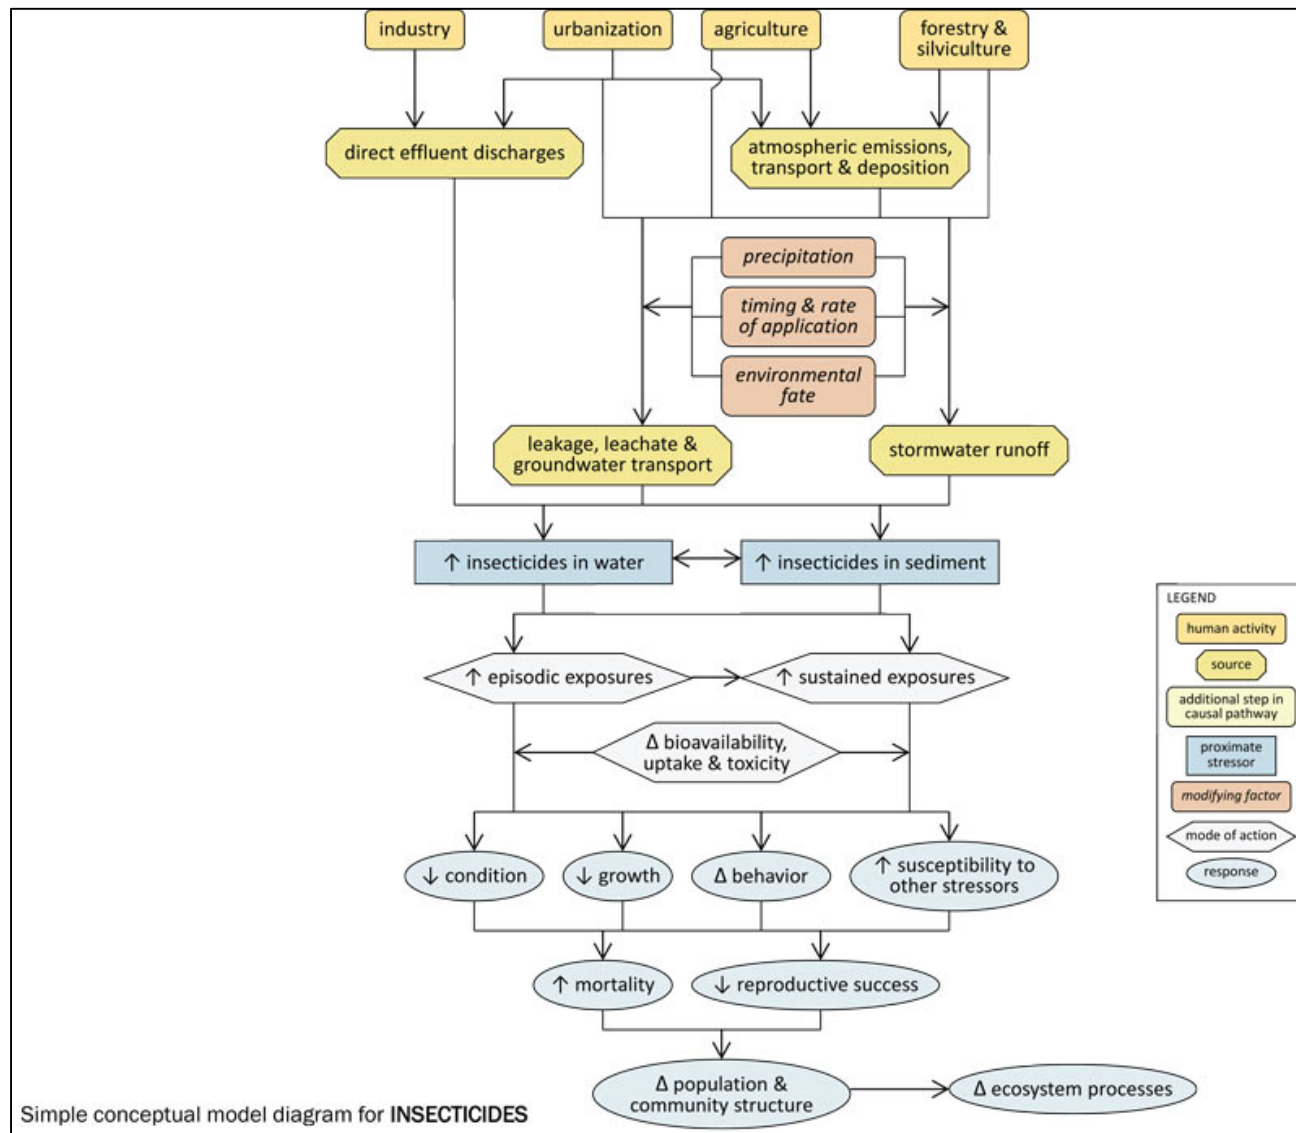 industry
urbanization
agriculture
forestry &
silviculture
direct effluent discharges
atmospheric emissions,
transport & deposition
precipitation
timing & rate
of application
environmental
fate
leakage, leachate &
groundwater transport
stormwater runoff
↑ insecticides in water
↑ insecticides in sediment
↑ episodic exposures
↑ sustained exposures
Δ bioavailability,
uptake & toxicity
↓ condition
↓ growth
Δ behavior
↑ susceptibility to
other stressors
↑ mortality
↓ reproductive success
Δ population &
community structure
Δ ecosystem processes
LEGEND
human activity
source
additional step in
causal pathway
proximate
stressor
modifying factor
mode of action
response
Simple conceptual model diagram for INSECTICIDES